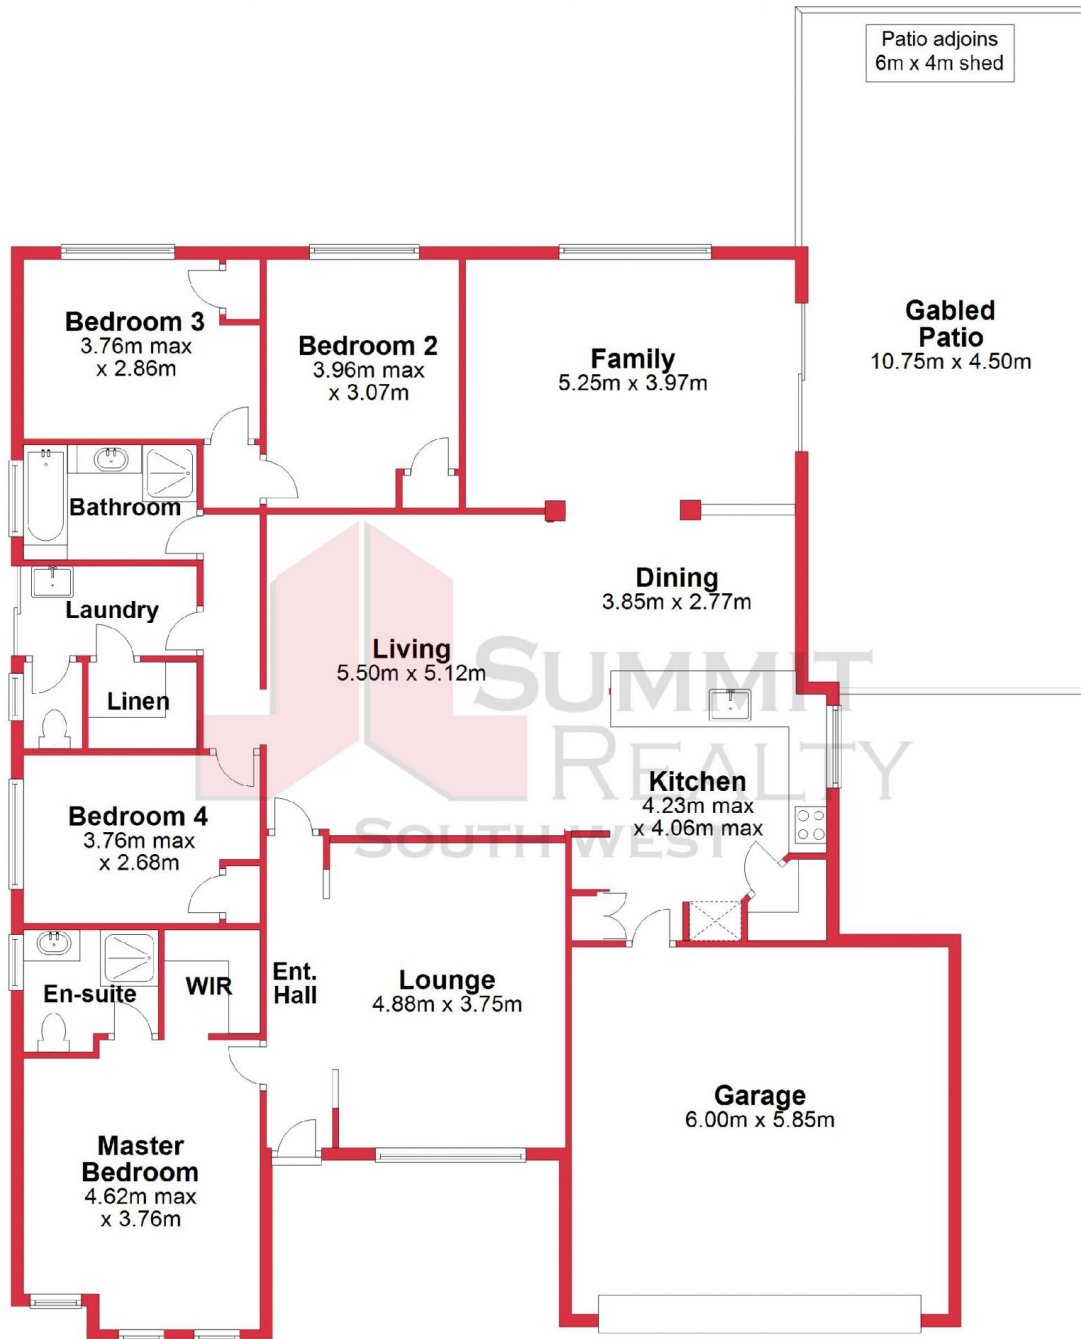 Patio adjoins
6m x 4m shed
Bedroom 3
3.76m max
x 2.86m
Bedroom 2
3.96m max
x 3.07m
Family
5.25m x 3.97m
Gabled
Patio
10.75m x 4.50m
Bathroom
Laundry
Linen
Living
5.50m x 5.12m
Dining
3.85m x 2.77m
SUMMIT
REALTY
SOUTHWEST
Kitchen
4.23m max
x 4.06m max
Bedroom 4
3.76m max
x 2.68m
En-suite
WIR
Ent.
Hall
Lounge
4.88m x 3.75m
Garage
6.00m x 5.85m
Master
Bedroom
4.62m max
x 3.76m